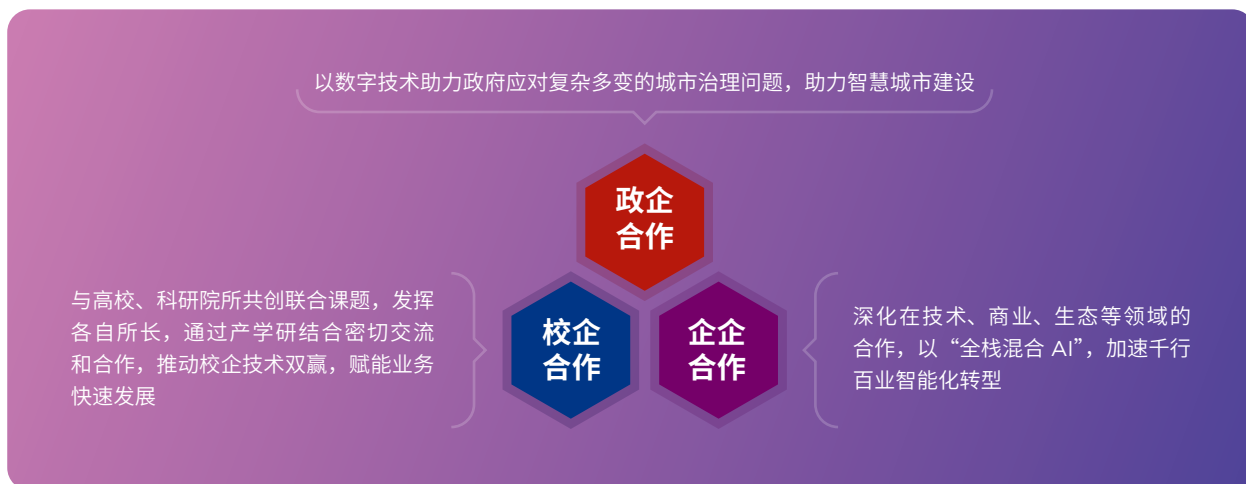 以数字技术助力政府应对复杂多变的城市治理问题，助力智慧城市建设
政企
合作
与高校、科研院所共创联合课题，发挥
各自所长，通过产学研结合密切交流
和合作，推动校企技术双赢，赋能业务
快速发展
校企
合作
企企
合作
深化在技术、商业、生态等领域的
合作，以“全栈混合 AI”，加速千行
百业智能化转型